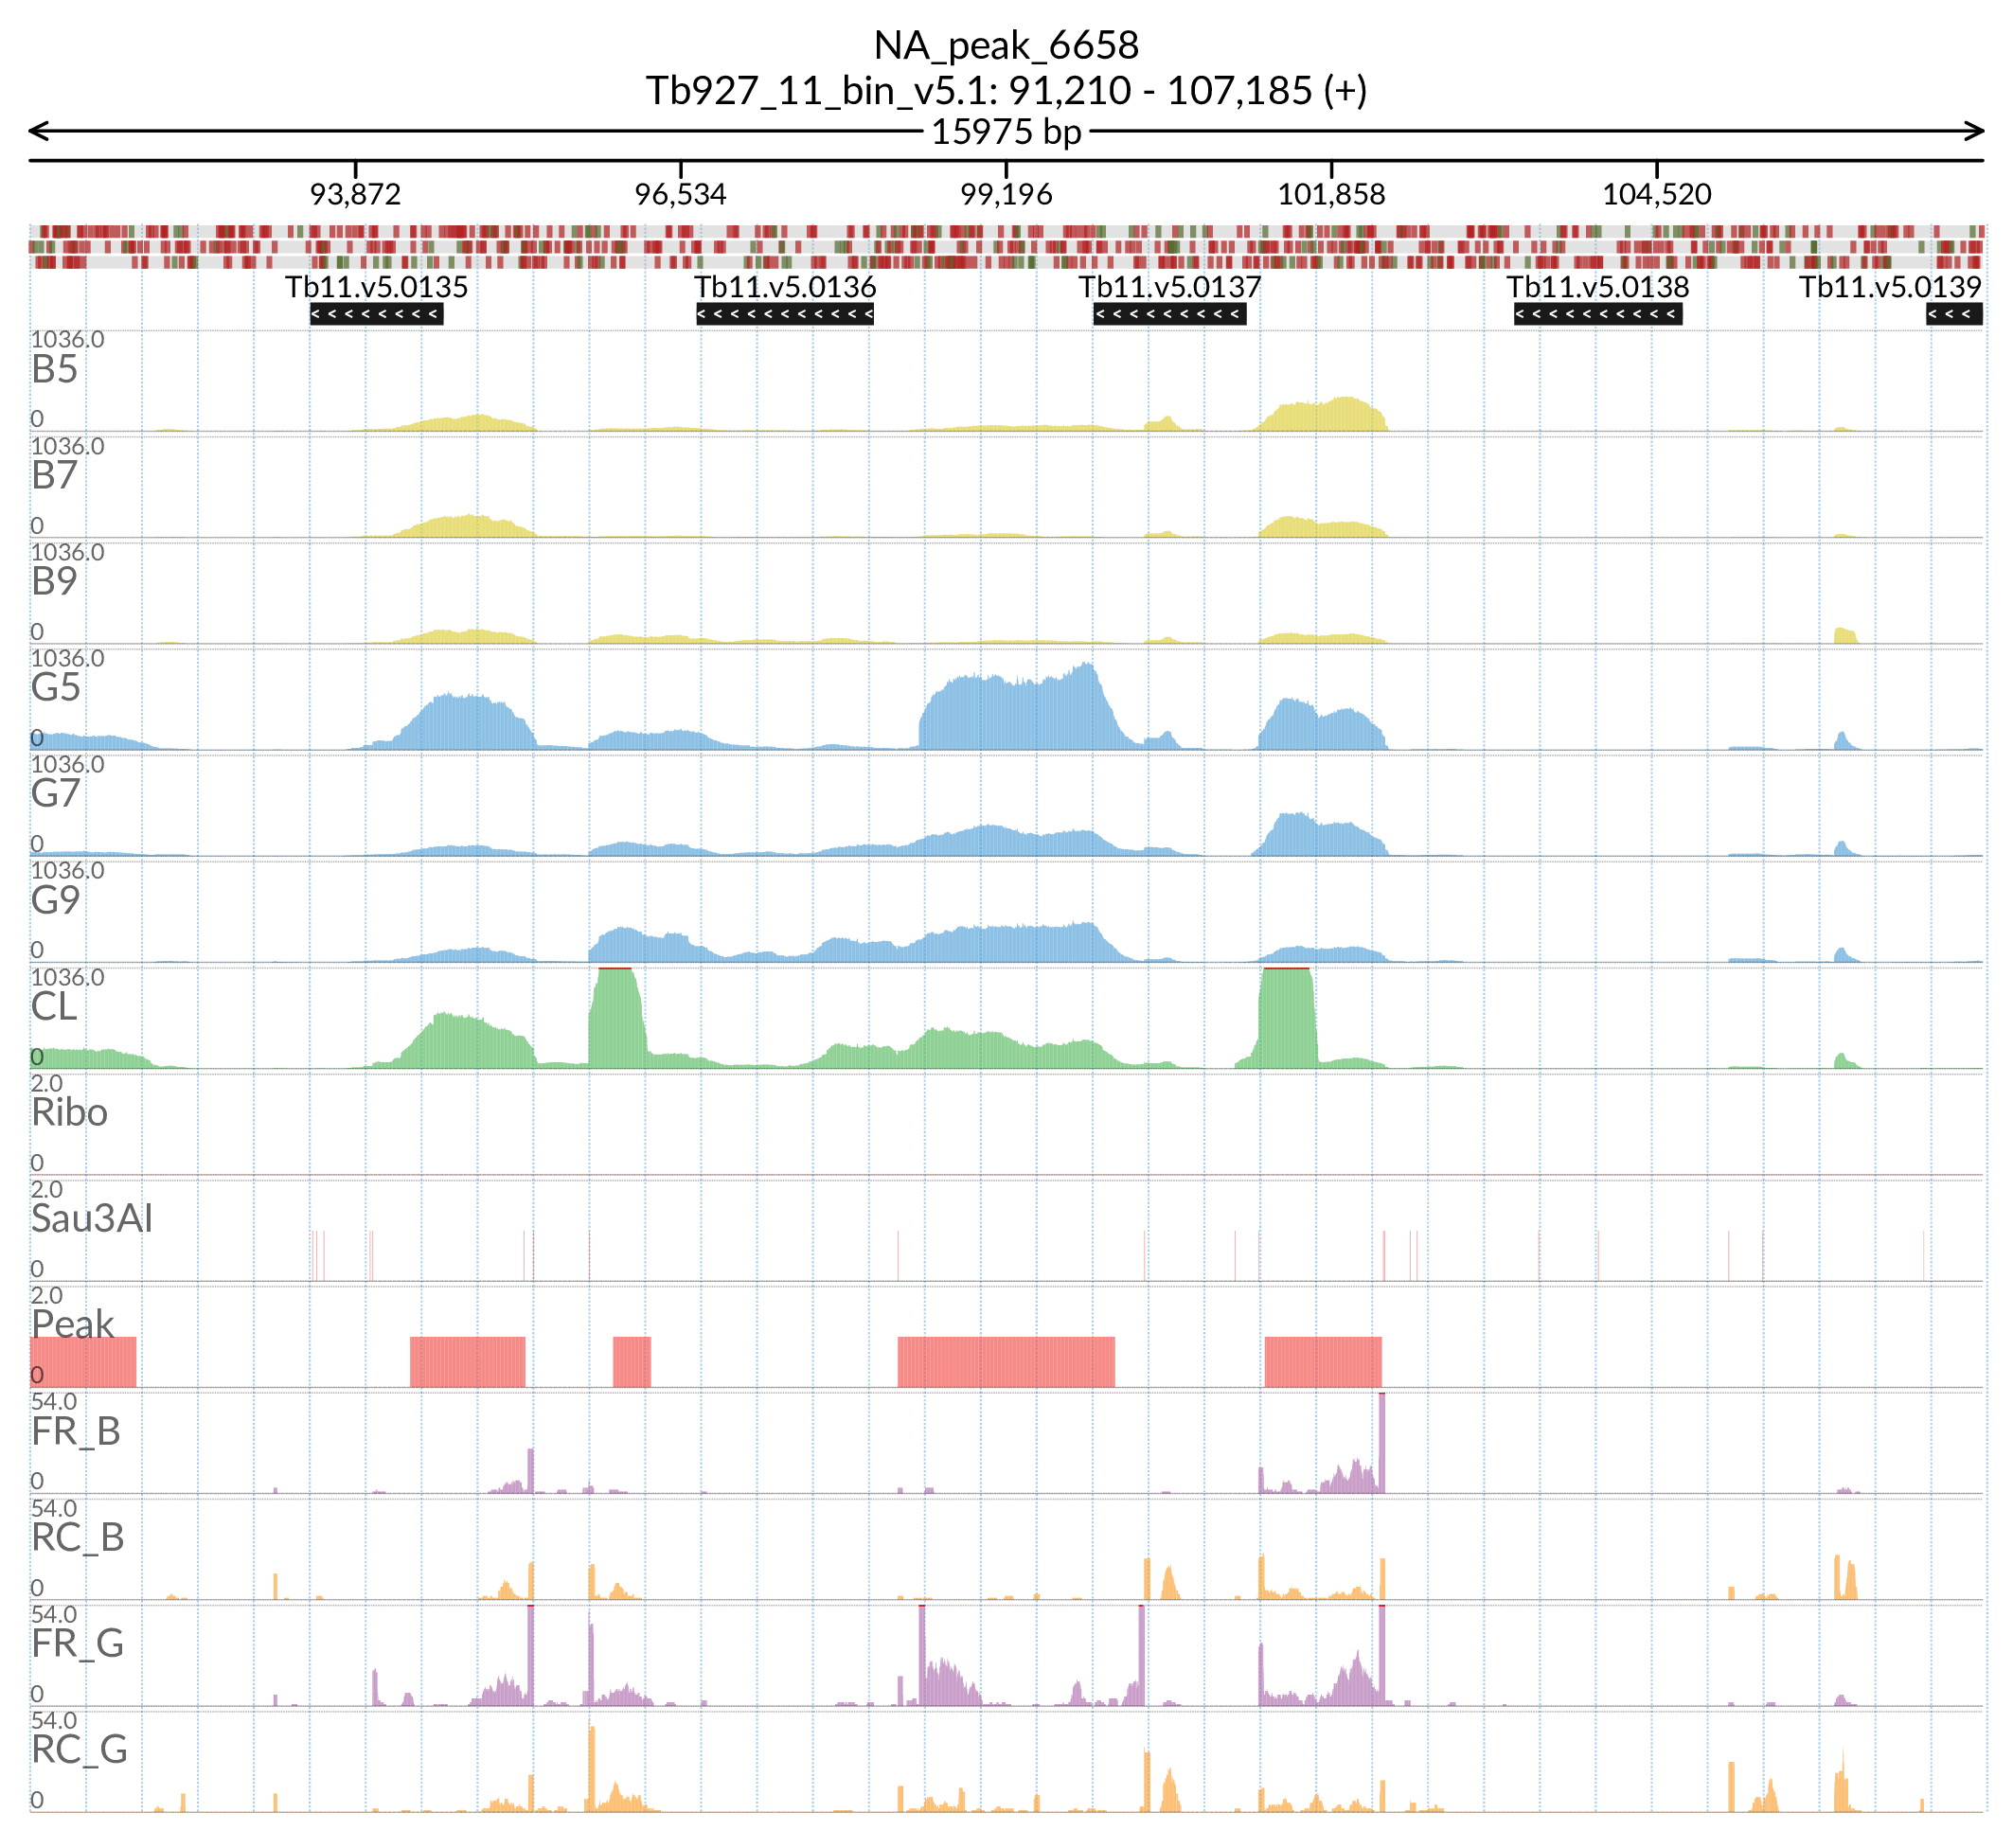 NA_peak_6658
Tb927_11_bin_v5.1: 91,210 - 107,185 (+)
15975 bp
93,872 96,534 99,196 101,858 104,520
Tb11.v5.0135 Tb11.v5.0136 Tb11.v5.0137 Tb11.v5.0138 Tb11.v5.0139
1036.0
B5
0
1036.0
B7
0
1036.0
B9
0
1036.0
G5
0
1036.0
G7
0
1036.0
G9
0
1036.0
CL
0
2.0
Ribo
0
2.0
Sau3AI
0
2.0
Peak
0
54.0
FR_B
0
54.0
RC_B
0
54.0
FR_G
0
54.0
RC_G
0